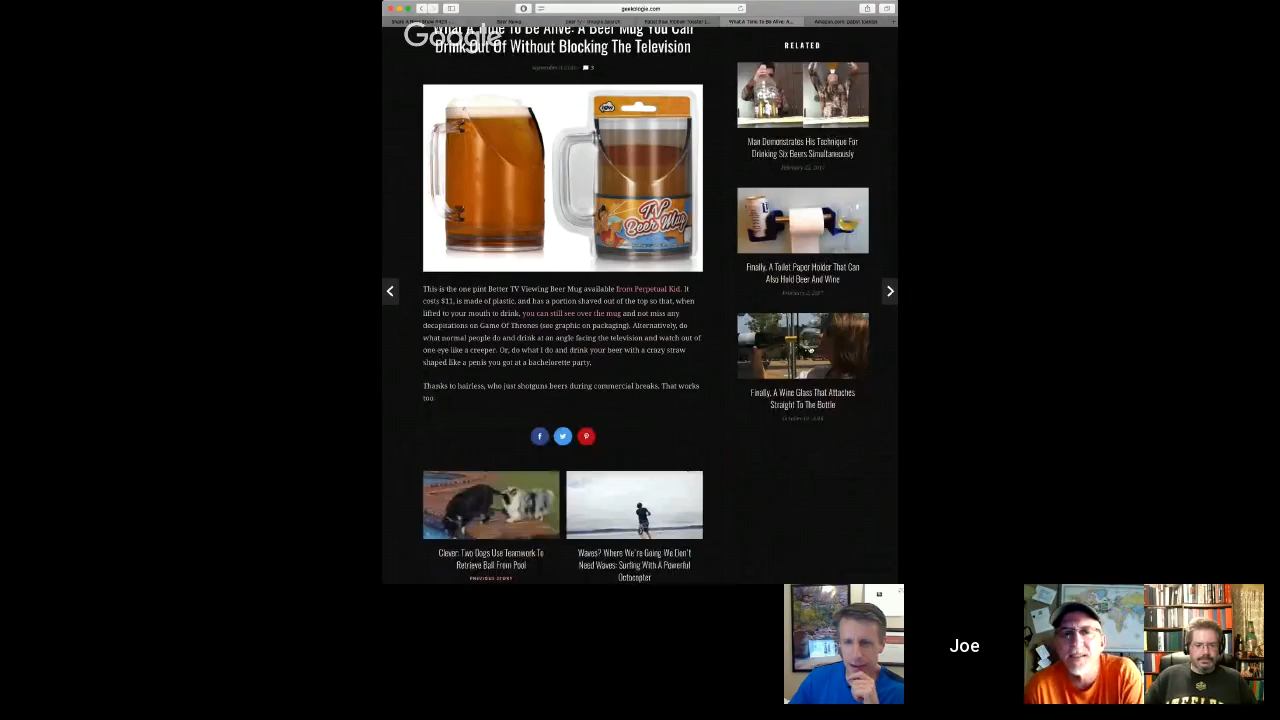 geekologie.com
What A Time To Be Alive: A Beer Mug You Can
Drink Out Of Without Blocking The Television
Google
3
TV
Beer Mug
This is the one pint Better TV Viewing Beer Mug available from Perpetual Kid. It
costs $11, is made of plastic, and has a portion shaved out of the top so that, when
lifted to your mouth to drink, you can still see over the mug and not miss any
decapitations on Game Of Thrones (see graphic on packaging). Alternatively, do
what normal people do and drink at an angle facing the television and watch out of
one eye like a creeper. Or, do what I do and drink your beer with a crazy straw
shaped like a penis you got at a bachelorette party.
Thanks to hairless, who just shotguns beers during commercial breaks. That works
too.
Clever: Two Dogs Use Teamwork To
Retrieve Ball From Pool
PREVIOUS STORY
Waves? Where We're Going We Don't
Need Waves: Surfing With A Powerful
Octocopter
RELATED
Man Demonstrates His Technique For
Drinking Six Beers Simultaneously
Finally, A Toilet Paper Holder That Can
Also Hold Beer And Wine
Finally, A Wine Glass That Attaches
Straight To The Bottle
Joe